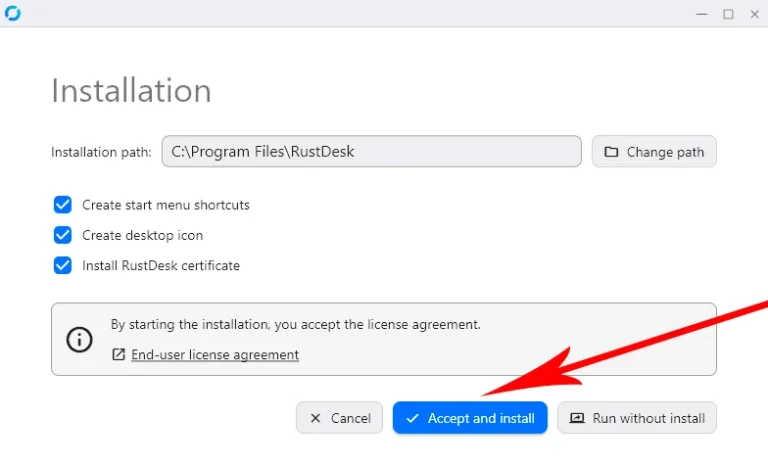 Installation
Installation path: C:\Program Files\RustDesk Change path
Create start menu shortcuts
Create desktop icon
Install RustDesk certificate
By starting the installation, you accept the license agreement.
End-user license agreement
Cancel Accept and install Run without install